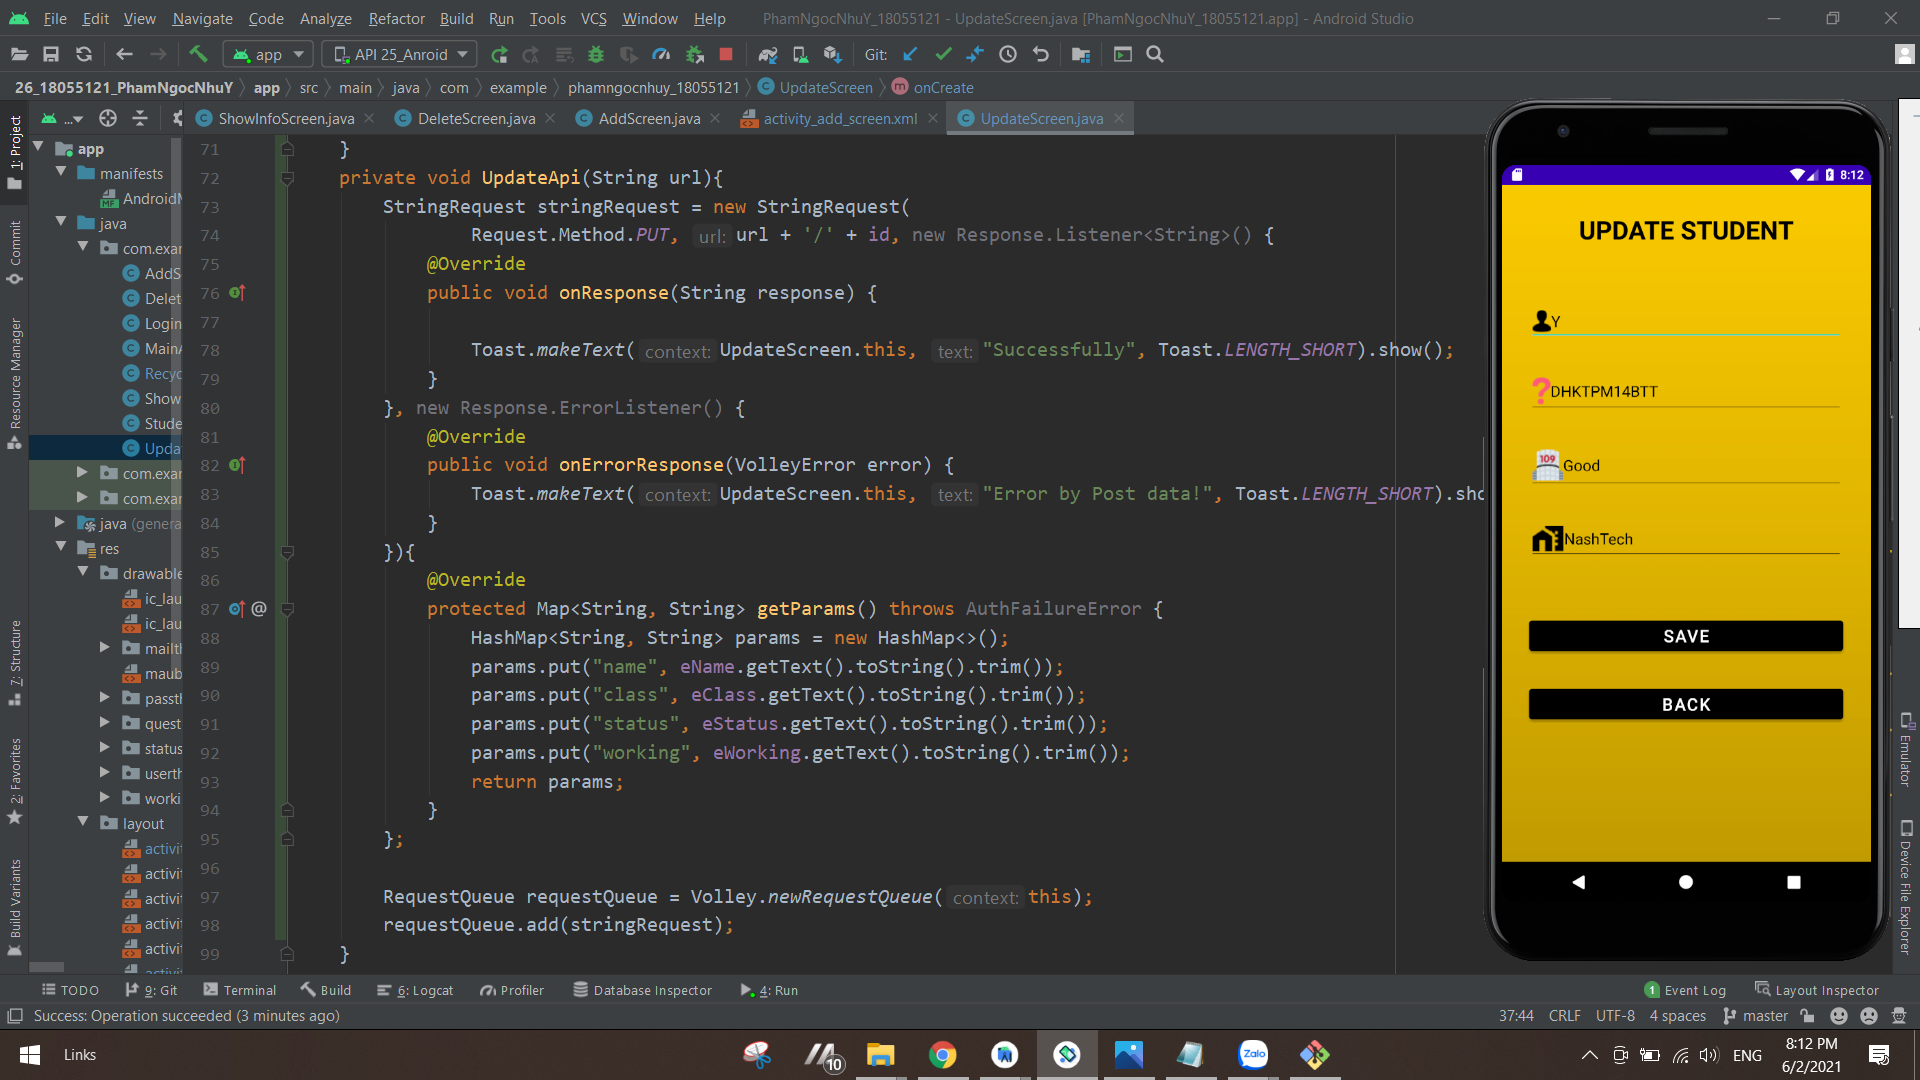 File Edit View Navigate Code Analyze Refactor Build Run Tools VCS Window Help PhamNgocNhuY_18055121 - UpdateScreen.java [PhamNgocNhuY_18055121.app] - Android Studio
app API 25_Anroid Git:
26_18055121_PhamNgocNhuY app src main java com example phamngocnhuy_18055121 UpdateScreen onCreate
... ShowInfoScreen.java DeleteScreen.java AddScreen.java activity_add_screen.xml UpdateScreen.java
1: Project
Commit
Resource Manager
7: Structure
2: Favorites
Build Variants
app
manifests
AndroidM
java
com.exar
AddS
Delet
Login
MainA
Recyc
Show
Stude
Upda
com.exar
com.exar
java (genera
res
drawable
ic_lau
ic_lau
mailth
maub
passt
quest
status
userth
worki
layout
activit
activit
activit
activit
activit
71 }
72 private void UpdateApi(String url){
73 StringRequest stringRequest = new StringRequest(
74 Request.Method.PUT, url: url + '/' + id, new Response.Listener<String>() {
75 @Override
76 public void onResponse(String response) {
77
78 Toast.makeText( context: UpdateScreen.this, text: "Successfully", Toast.LENGTH_SHORT).show();
79 }
80 }, new Response.ErrorListener() {
81 @Override
82 public void onErrorResponse(VolleyError error) {
83 Toast.makeText( context: UpdateScreen.this, text: "Error by Post data!", Toast.LENGTH_SHORT).sho
84 }
85 }){
86 @Override
87 @ protected Map<String, String> getParams() throws AuthFailureError {
88 HashMap<String, String> params = new HashMap<>();
89 params.put("name", eName.getText().toString().trim());
90 params.put("class", eClass.getText().toString().trim());
91 params.put("status", eStatus.getText().toString().trim());
92 params.put("working", eWorking.getText().toString().trim());
93 return params;
94 }
95 };
96
97 RequestQueue requestQueue = Volley.newRequestQueue( context: this);
98 requestQueue.add(stringRequest);
99 }
8:12
UPDATE STUDENT
Y
?DHKTPM14BTT
109 Good
NashTech
SAVE
BACK
Emulator
Device File Explorer
TODO 9: Git Terminal Build 6: Logcat Profiler Database Inspector 4: Run 1 Event Log Layout Inspector
Success: Operation succeeded (3 minutes ago) 37:44 CRLF UTF-8 4 spaces master
Links 10 Zalo ENG 8:12 PM
6/2/2021